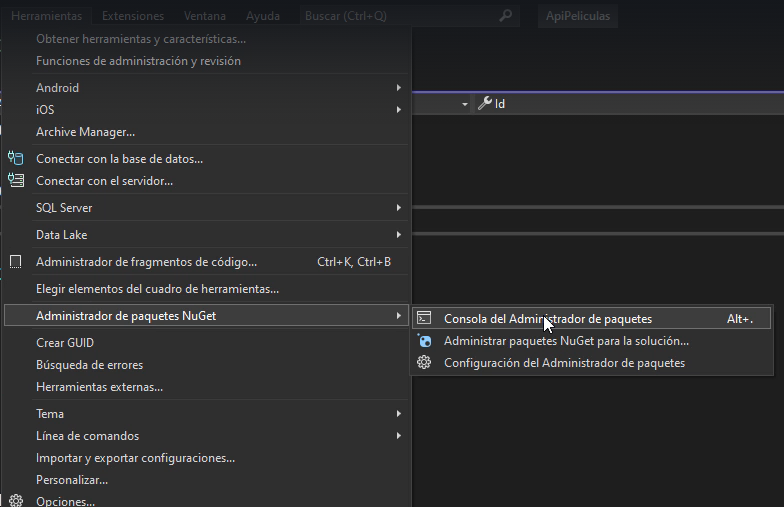 Herramientas Extensiones Ventana Ayuda Buscar (Ctrl+Q) ApiPeliculas
Obtener herramientas y características...
Funciones de administración y revisión
Android
Id
iOS
Archive Manager...
Conectar con la base de datos...
Conectar con el servidor...
SQL Server
Data Lake
Administrador de fragmentos de código... Ctrl+K, Ctrl+B
Elegir elementos del cuadro de herramientas...
Administrador de paquetes NuGet
Consola del Administrador de paquetes Alt+.
Administrar paquetes NuGet para la solución...
Configuración del Administrador de paquetes
Crear GUID
Búsqueda de errores
Herramientas externas...
Tema
Línea de comandos
Importar y exportar configuraciones...
Personalizar...
Opciones...